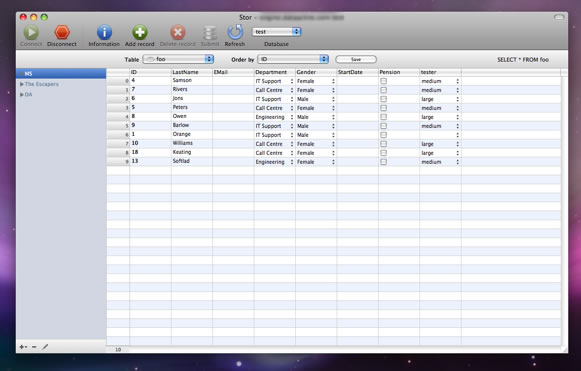 Stor –
Connect Disconnect Information Add record Delete record Submit Refresh test Database
Table foo Order by ID Save SELECT * FROM foo
MS
The Escapers
OA
ID LastName EMail Department Gender StartDate Pension tester
0 4 Samson IT Support Female medium
1 7 Rivers Call Centre Female medium
2 6 Jons IT Support Male large
3 5 Peters Call Centre Female medium
4 8 Owen Engineering Male large
5 9 Barlow IT Support Female medium
6 1 Orange IT Support Male
7 10 Williams Call Centre Female large
8 18 Keating Call Centre Female large
9 13 Softlad Engineering Female medium
10